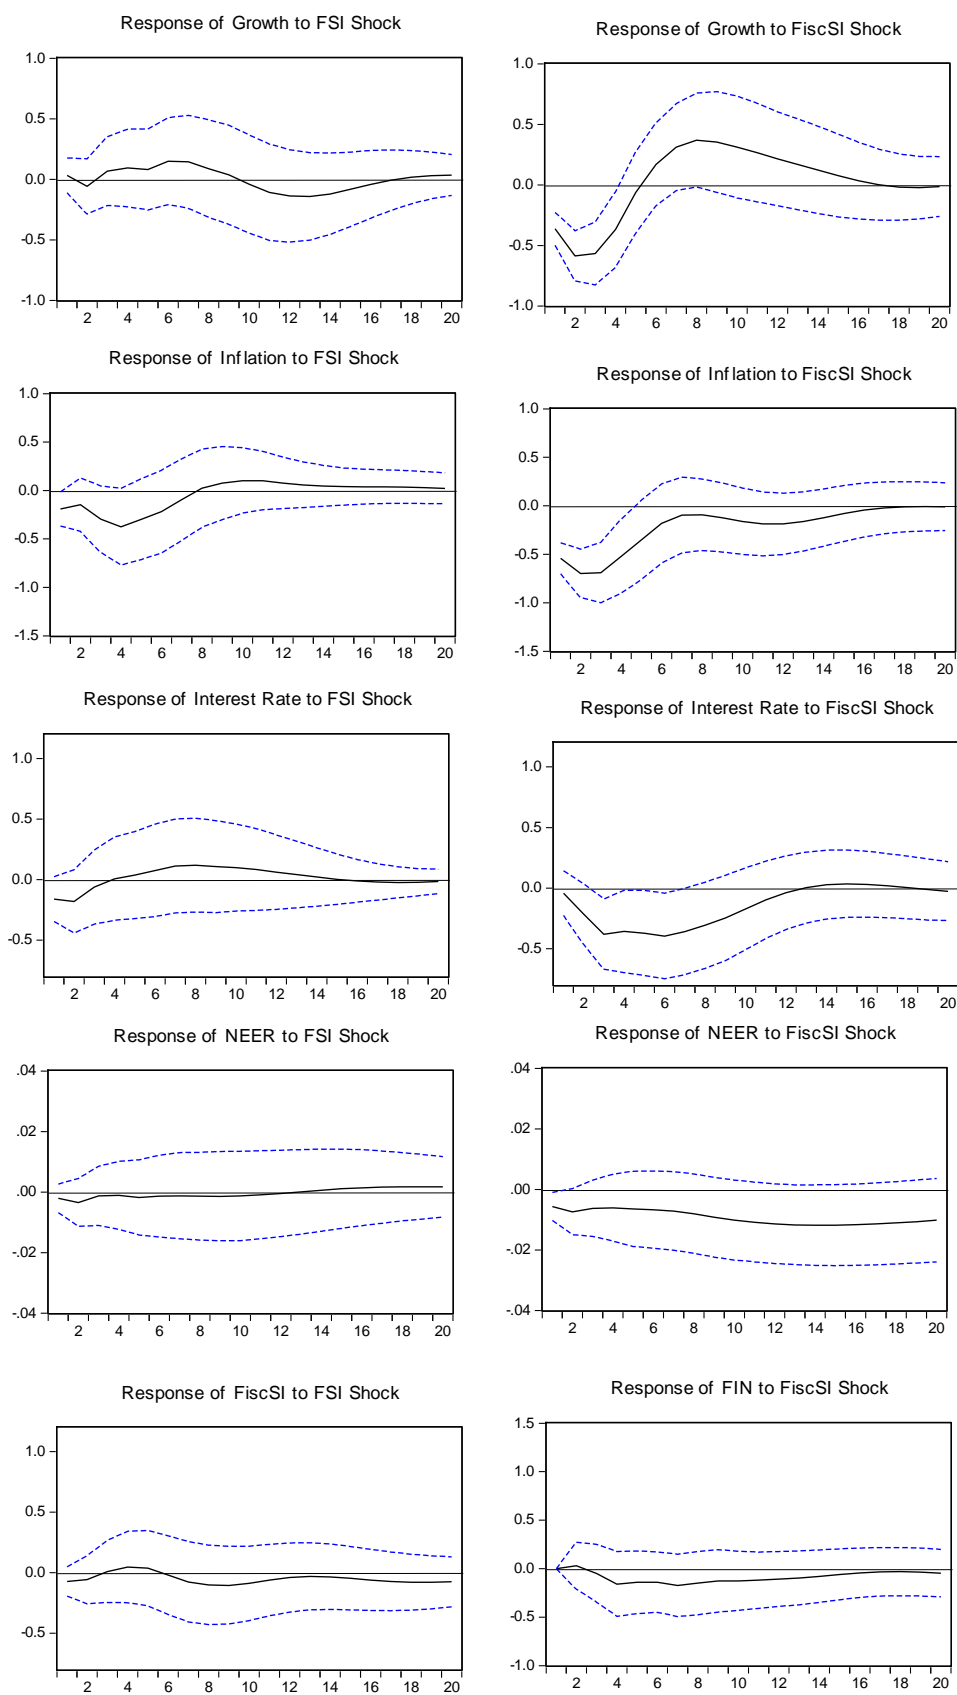 Response of Growth to FSI Shock
1.0
0.5
0.0
-0.5
-1.0
2 4 6 8 10 12 14 16 18 20
Response of Growth to FiscSI Shock
1.0
0.5
0.0
-0.5
-1.0
2 4 6 8 10 12 14 16 18 20
Response of Inflation to FSI Shock
1.0
0.5
0.0
-0.5
-1.0
-1.5
2 4 6 8 10 12 14 16 18 20
Response of Inflation to FiscSI Shock
1.0
0.5
0.0
-0.5
-1.0
-1.5
2 4 6 8 10 12 14 16 18 20
Response of Interest Rate to FSI Shock
1.0
0.5
0.0
-0.5
2 4 6 8 10 12 14 16 18 20
Response of Interest Rate to FiscSI Shock
1.0
0.5
0.0
-0.5
2 4 6 8 10 12 14 16 18 20
Response of NEER to FSI Shock
.04
.02
.00
-.02
-.04
2 4 6 8 10 12 14 16 18 20
Response of NEER to FiscSI Shock
.04
.02
.00
-.02
-.04
2 4 6 8 10 12 14 16 18 20
Response of FiscSI to FSI Shock
1.0
0.5
0.0
-0.5
2 4 6 8 10 12 14 16 18 20
Response of FIN to FiscSI Shock
1.5
1.0
0.5
0.0
-0.5
-1.0
2 4 6 8 10 12 14 16 18 20